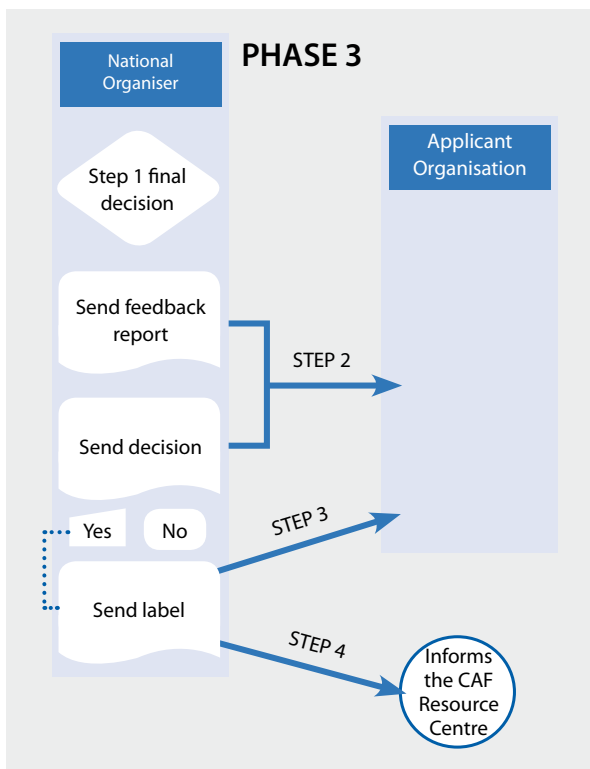 PHASE 3
National
Organiser
Applicant
Organisation
Step 1 final
decision
Send feedback
report
STEP 2
Send decision
Yes
No
STEP 3
Send label
STEP 4
Informs
the CAF
Resource
Centre